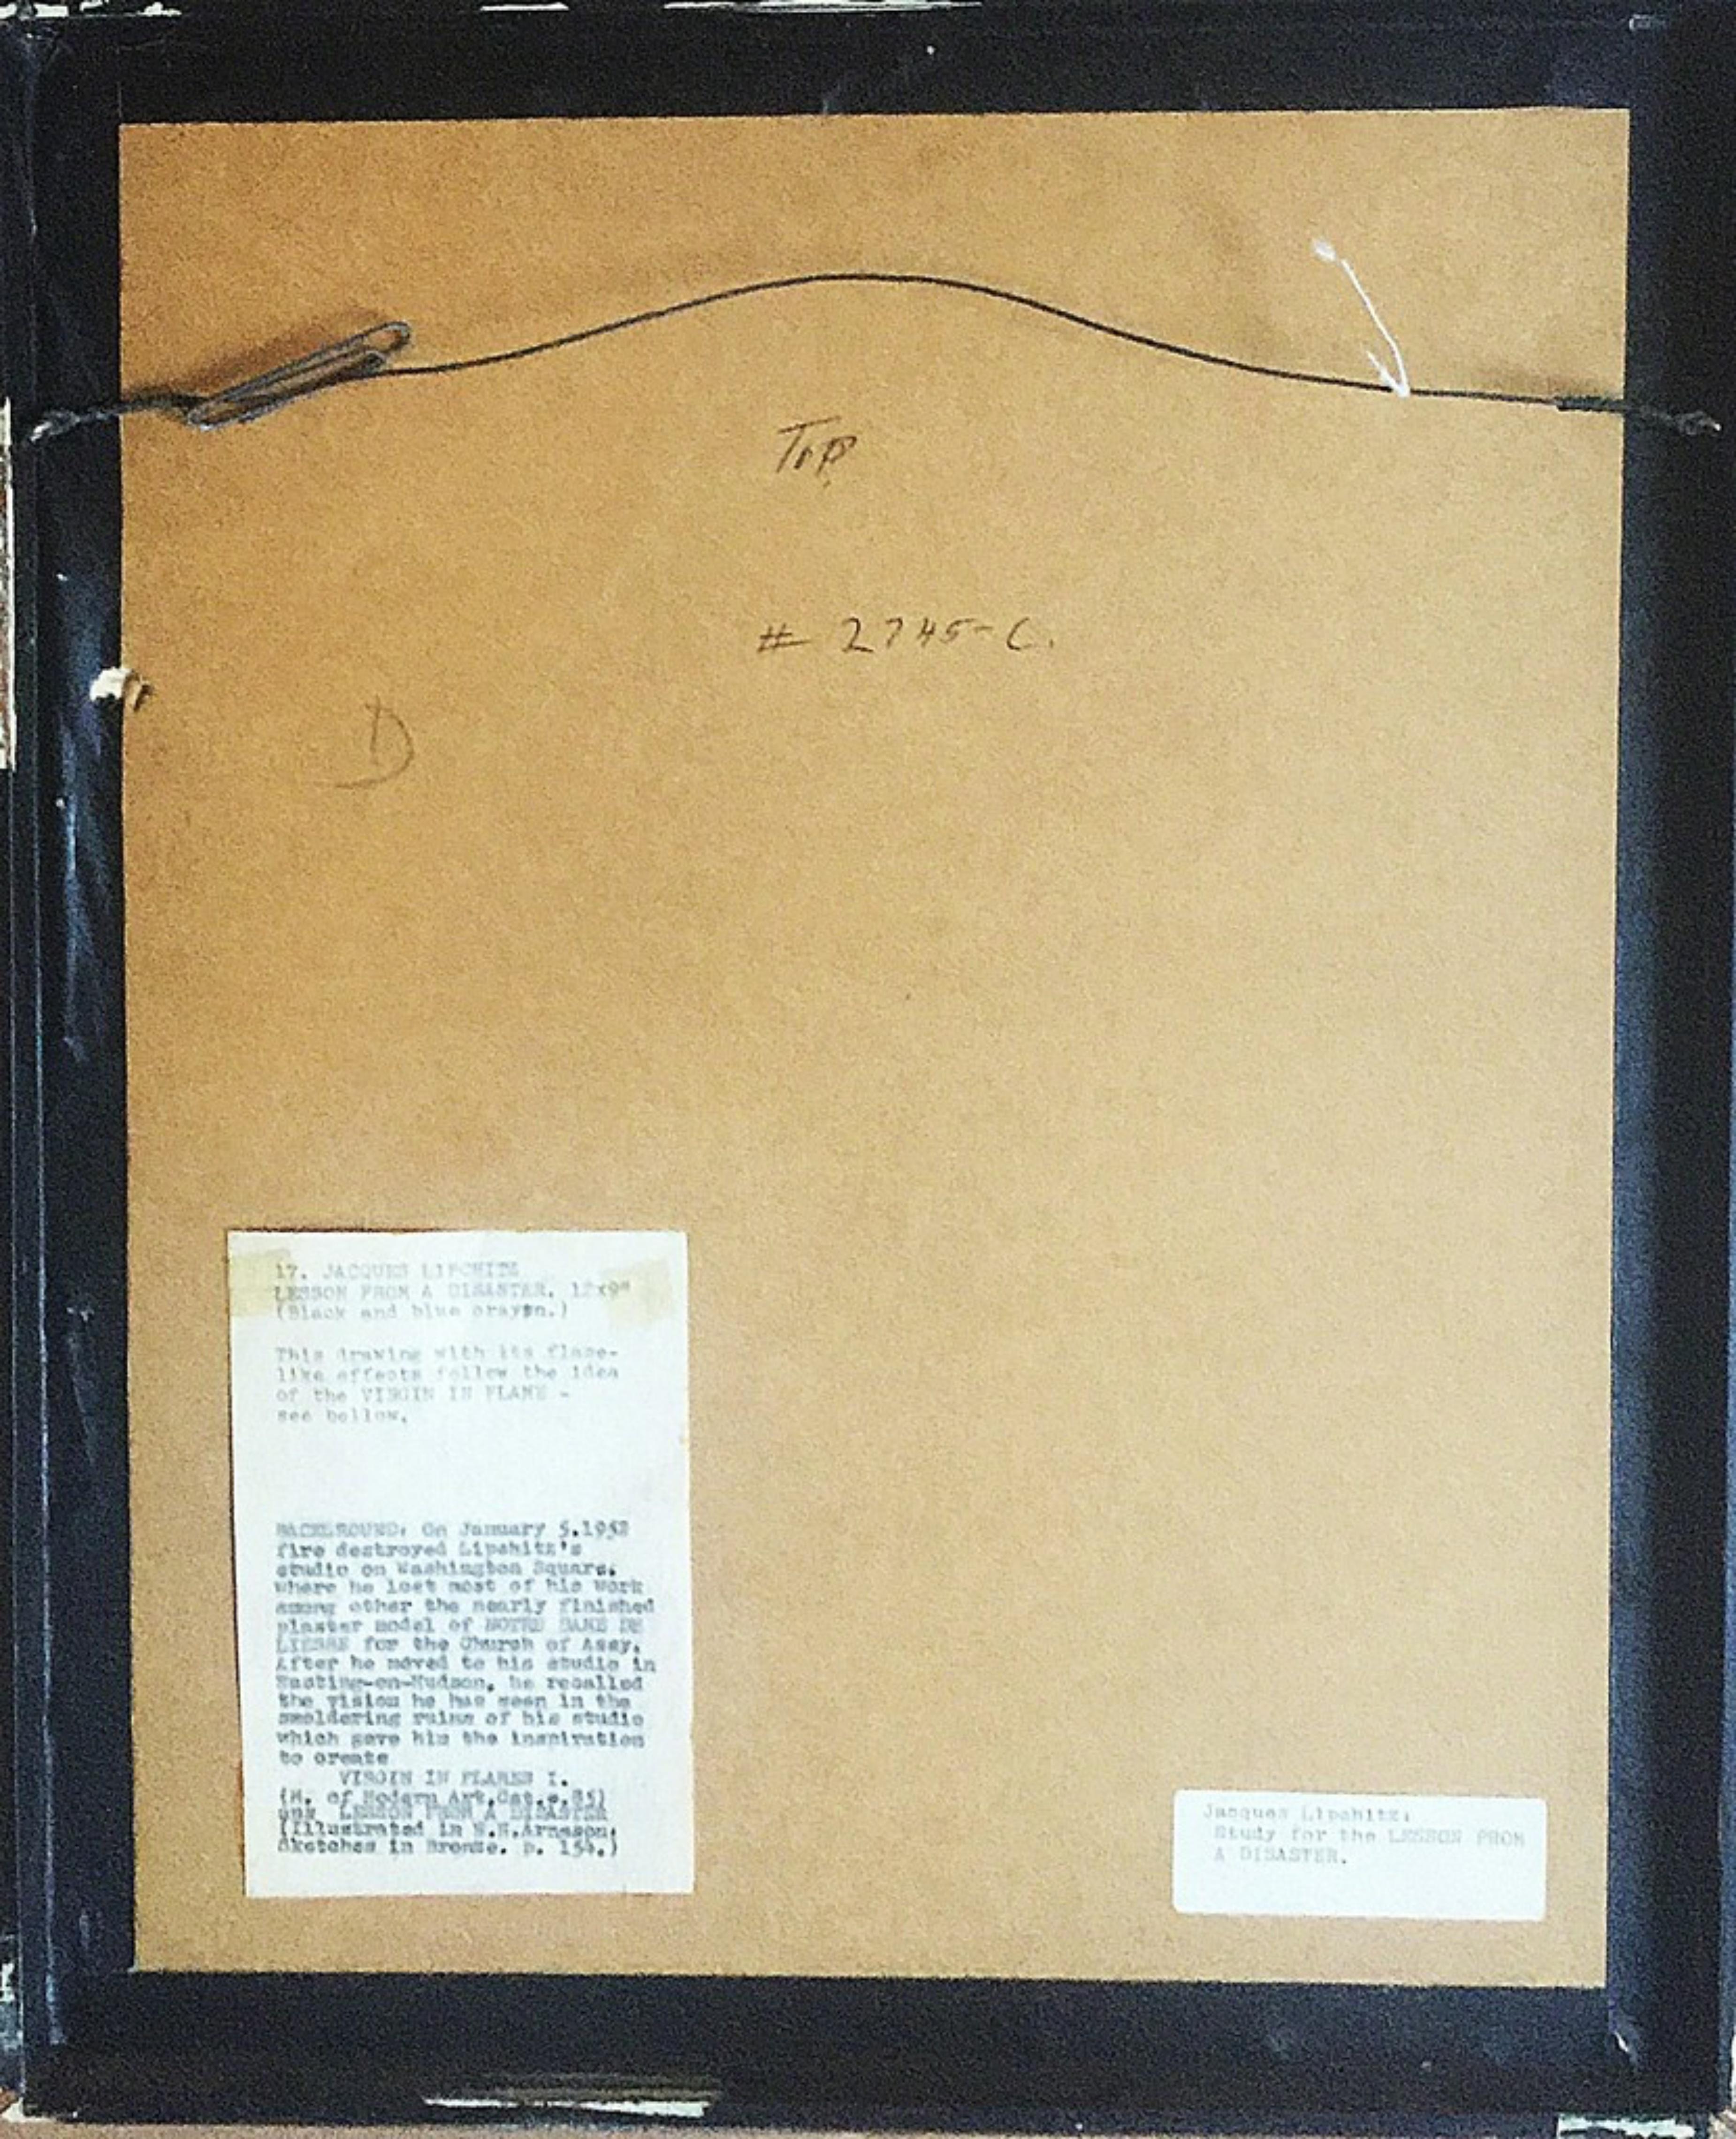 Top
# 2745-C.
D
17. JACQUES LIPCHITZ
LESSON FROM A DISASTER. 12x9"
(Black and blue crayon.)
This drawing with its flame-
like effects follow the idea
of the VIRGIN IN FLAME -
see bellow.
BACKGROUND: On January 5.1952
fire destroyed Lipchitz's
studio on Washington Square.
where he lost most of his work
among other the nearly finished
plaster model of NOTRE DAME DE
LIESSE for the Church of Assy.
After he moved to his studio in
Hasting-on-Hudson, he recalled
the vision he has seen in the
smoldering ruins of his studio
which gave him the inspiration
to create
VIRGIN IN FLAMES I.
(M. of Modern Art.Cat.p.85)
LESSON FROM A DISASTER
(Illustrated in H.H.Arnason:
Sketches in Bronze. p. 154.)
Jacques Lipchitz:
Study for the LESSON FROM
A DISASTER.